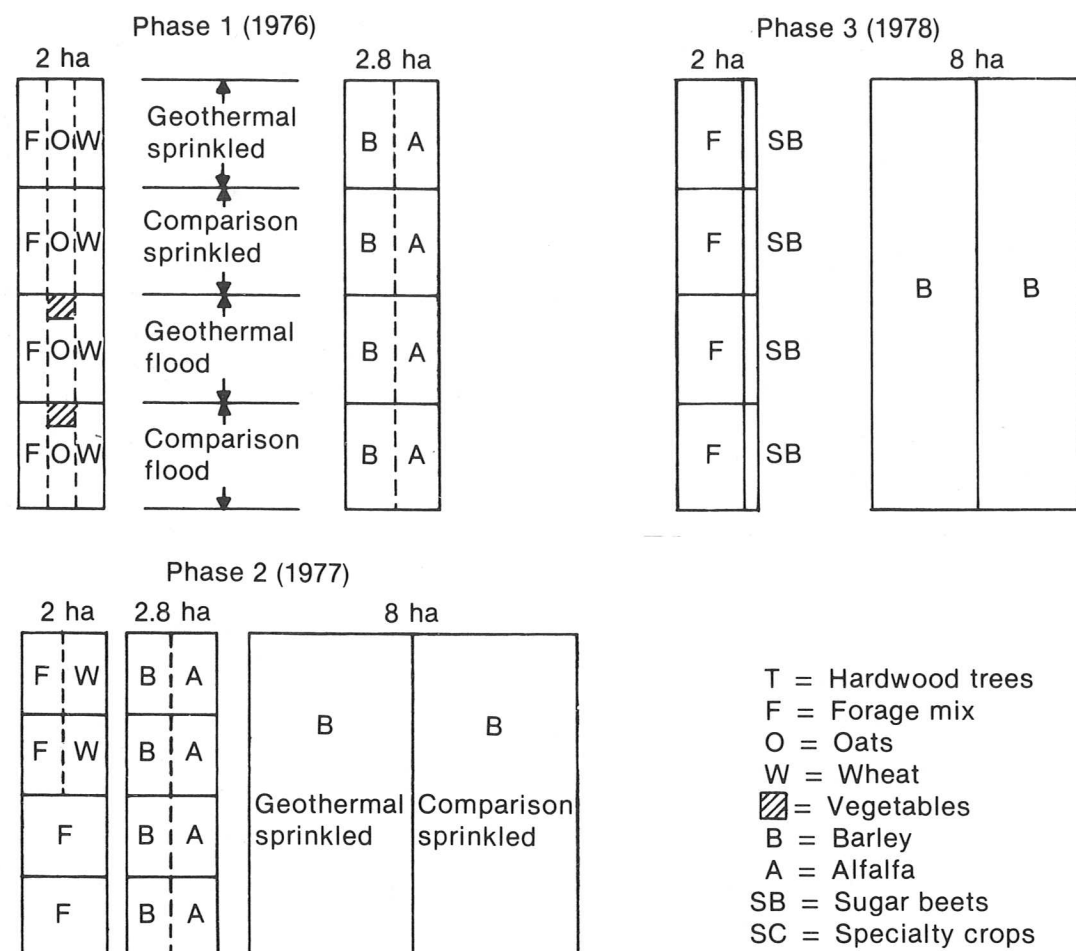 Phase 1 (1976)
2 ha
2.8 ha
F O W
Geothermal
sprinkled
B A
F O W
Comparison
sprinkled
B A
F O W
Geothermal
flood
B A
F O W
Comparison
flood
B A
Phase 3 (1978)
2 ha
8 ha
F SB
F SB
B B
F SB
F SB
Phase 2 (1977)
2 ha
2.8 ha
8 ha
F W
B A
F W
B A
F
B A
F
B A
B
B
Geothermal
sprinkled
Comparison
sprinkled
T = Hardwood trees
F = Forage mix
O = Oats
W = Wheat
= Vegetables
B = Barley
A = Alfalfa
SB = Sugar beets
SC = Specialty crops